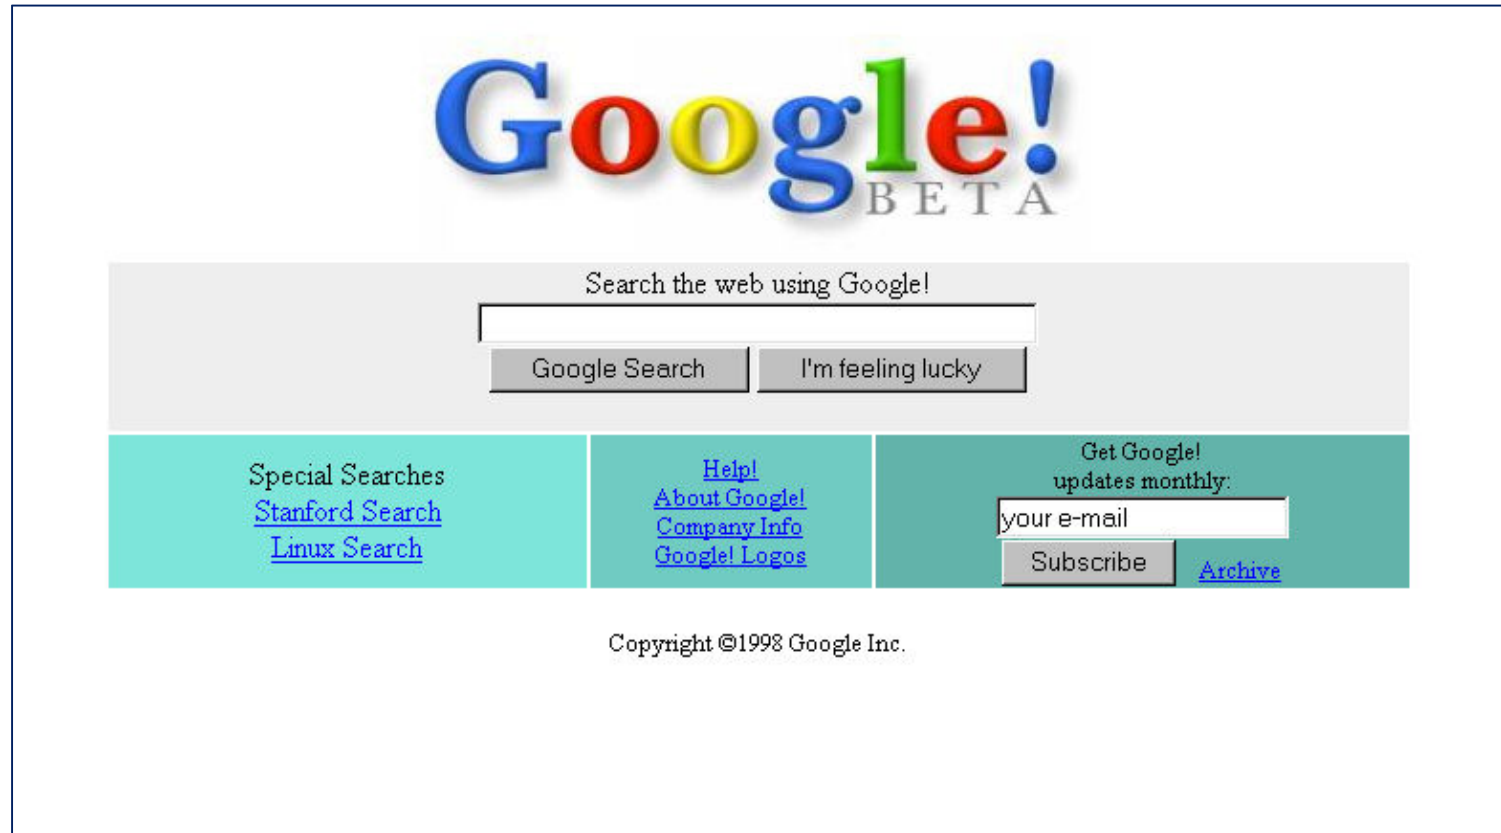 Google!
BETA
Search the web using Google!
Google Search I'm feeling lucky
Special Searches
Stanford Search
Linux Search
Help!
About Google!
Company Info
Google! Logos
Get Google!
updates monthly:
your e-mail
Subscribe Archive
Copyright ©1998 Google Inc.